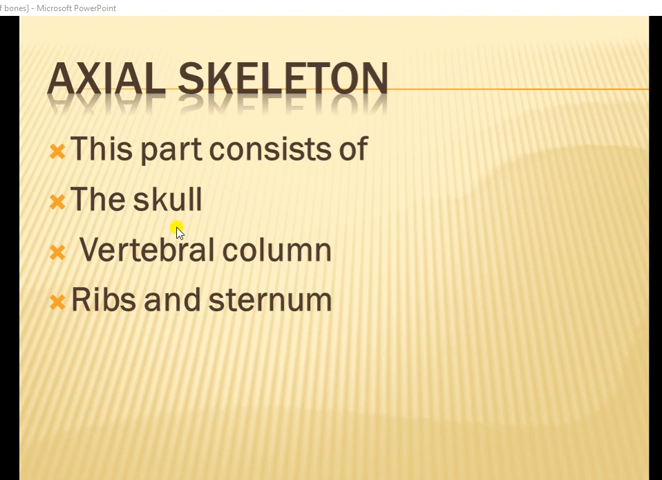 f bones] - Microsoft PowerPoint
AXIAL SKELETON
This part consists of
The skull
Vertebral column
Ribs and sternum